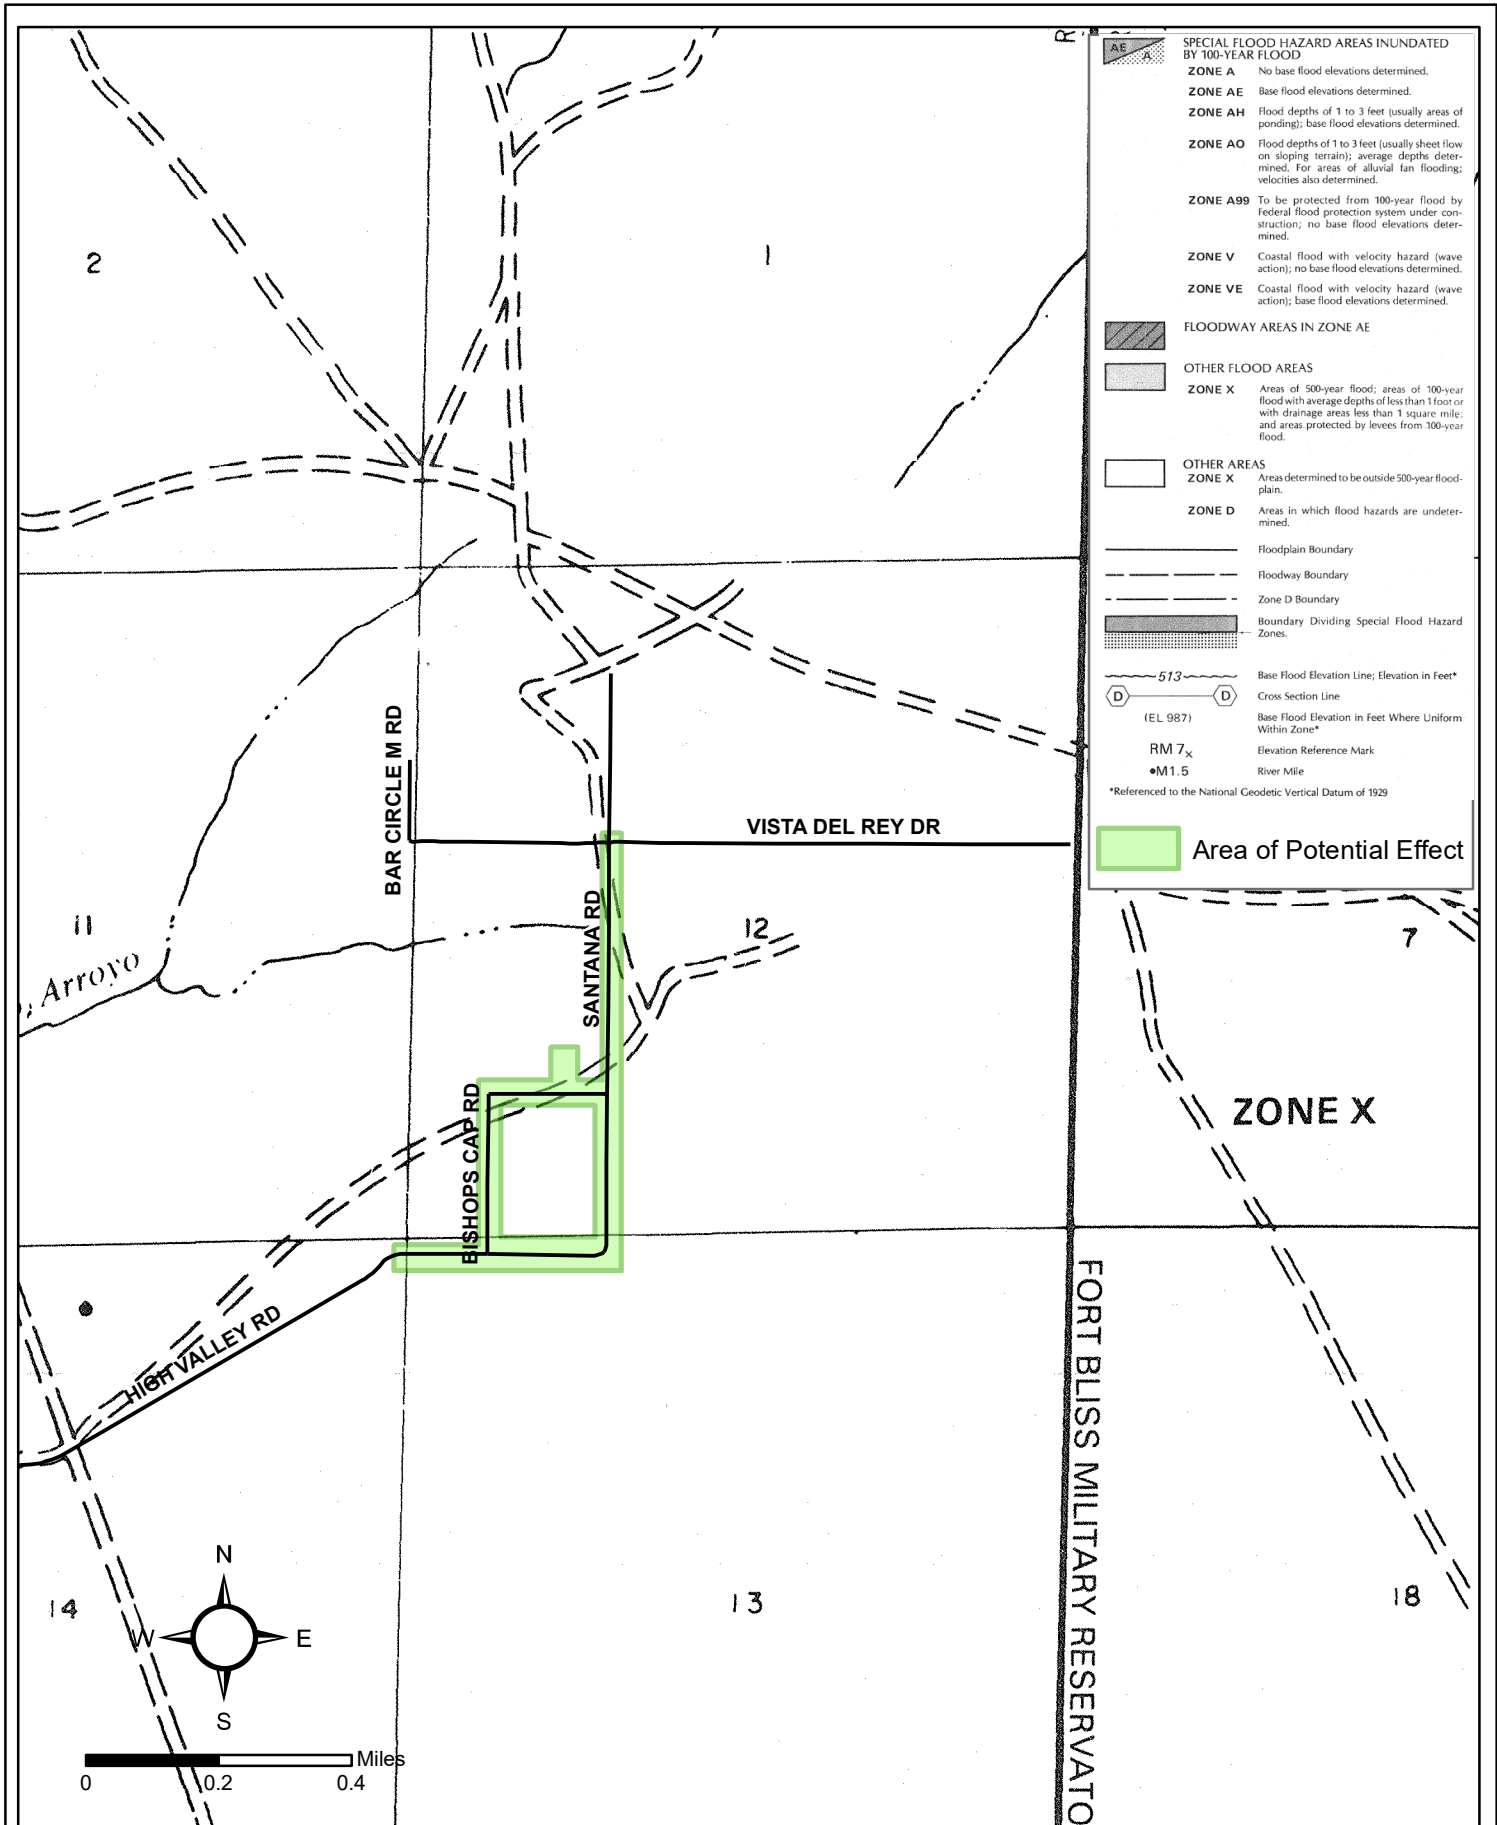 R
SPECIAL FLOOD HAZARD AREAS INUNDATED
BY 100-YEAR FLOOD
AE
A
ZONE A No base flood elevations determined.
ZONE AE Base flood elevations determined.
ZONE AH Flood depths of 1 to 3 feet (usually areas of
ponding); base flood elevations determined.
ZONE AO Flood depths of 1 to 3 feet (usually sheet flow
on sloping terrain); average depths deter-
mined. For areas of alluvial fan flooding;
velocities also determined.
ZONE A99 To be protected from 100-year flood by
Federal flood protection system under con-
struction; no base flood elevations deter-
mined.
ZONE V Coastal flood with velocity hazard (wave
action); no base flood elevations determined.
ZONE VE Coastal flood with velocity hazard (wave
action); base flood elevations determined.
FLOODWAY AREAS IN ZONE AE
OTHER FLOOD AREAS
ZONE X Areas of 500-year flood; areas of 100-year
flood with average depths of less than 1 foot or
with drainage areas less than 1 square mile;
and areas protected by levees from 100-year
flood.
OTHER AREAS
ZONE X Areas determined to be outside 500-year flood-
plain.
ZONE D Areas in which flood hazards are undeter-
mined.
Floodplain Boundary
Floodway Boundary
Zone D Boundary
Boundary Dividing Special Flood Hazard
Zones.
513 Base Flood Elevation Line; Elevation in Feet*
D D Cross Section Line
(EL 987) Base Flood Elevation in Feet Where Uniform
Within Zone*
RM 7x Elevation Reference Mark
•M1.5 River Mile
*Referenced to the National Geodetic Vertical Datum of 1929
Area of Potential Effect
2
1
BAR CIRCLE M RD
VISTA DEL REY DR
11
Arroyo
SANTANA RD
12
7
ZONE X
BISHOPS CAP RD
HIGH VALLEY RD
FORT BLISS MILITARY RESERVATO
14
13
18
N
W
E
S
Miles
0 0.2 0.4